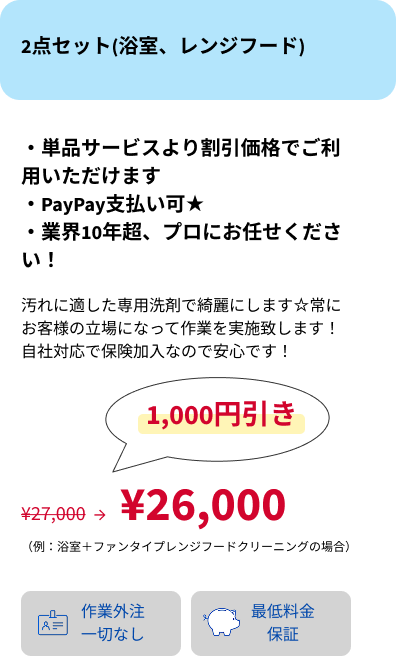 2点セット(浴室、レンジフード)
・単品サービスより割引価格でご利
用いただけます
・PayPay支払い可★
・業界10年超、プロにお任せくださ
い！
汚れに適した専用洗剤で綺麗にします☆常に
お客様の立場になって作業を実施致します！
自社対応で保険加入なので安心です！
1,000円引き
¥27,000 → ¥26,000
（例：浴室＋ファンタイプレンジフードクリーニングの場合）
作業外注
一切なし
最低料金
保証